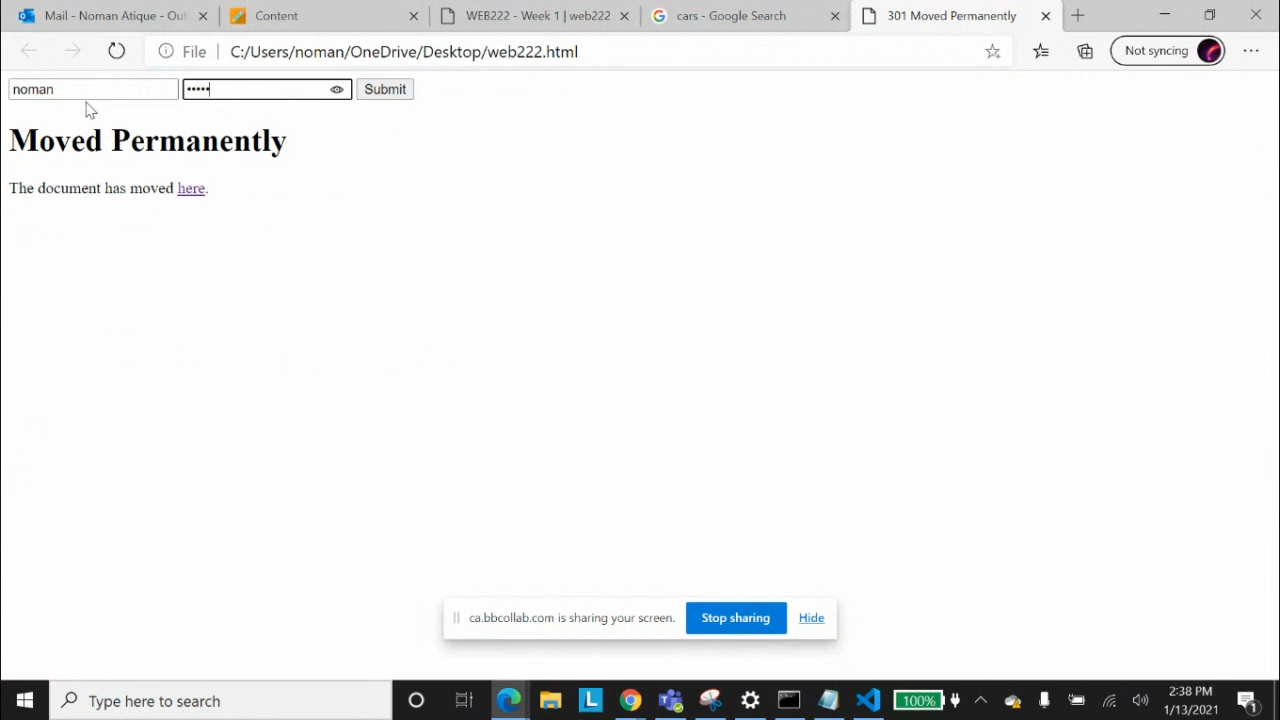 Mail - Noman Atique - Out
Content
WEB222 - Week 1 | web222
cars - Google Search
301 Moved Permanently
File
C:/Users/noman/OneDrive/Desktop/web222.html
Not syncing
noman
•••••
Submit
Moved Permanently
The document has moved here.
ca.bbcollab.com is sharing your screen.
Stop sharing
Hide
Type here to search
L
100%
2:38 PM
1/13/2021
1